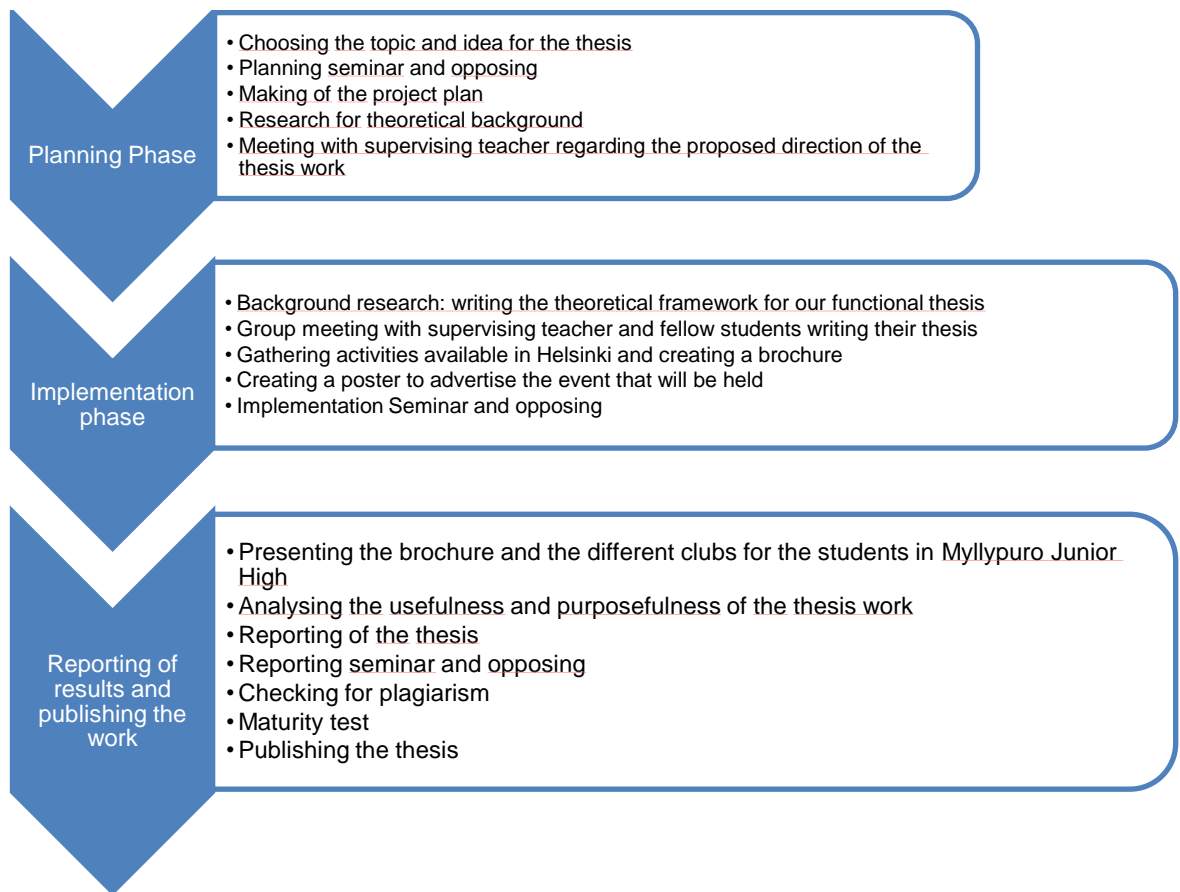 Planning Phase
• Choosing the topic and idea for the thesis
• Planning seminar and opposing
• Making of the project plan
• Research for theoretical background
• Meeting with supervising teacher regarding the proposed direction of the
thesis work
Implementation
phase
• Background research: writing the theoretical framework for our functional thesis
• Group meeting with supervising teacher and fellow students writing their thesis
• Gathering activities available in Helsinki and creating a brochure
• Creating a poster to advertise the event that will be held
• Implementation Seminar and opposing
Reporting of
results and
publishing the
work
• Presenting the brochure and the different clubs for the students in Myllypuro Junior
High
• Analysing the usefulness and purposefulness of the thesis work
• Reporting of the thesis
• Reporting seminar and opposing
• Checking for plagiarism
• Maturity test
• Publishing the thesis